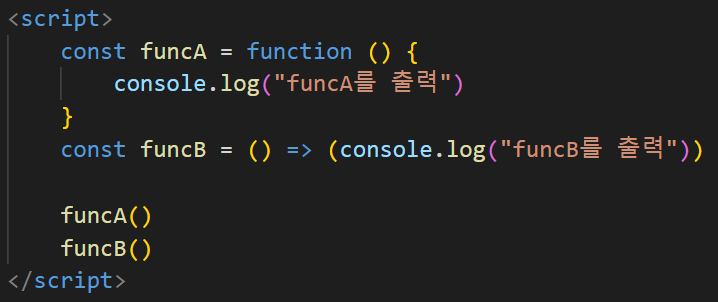 <script>
const funcA = function () {
console.log("funcA를 출력")
}
const funcB = () => (console.log("funcB를 출력"))
funcA()
funcB()
</script>